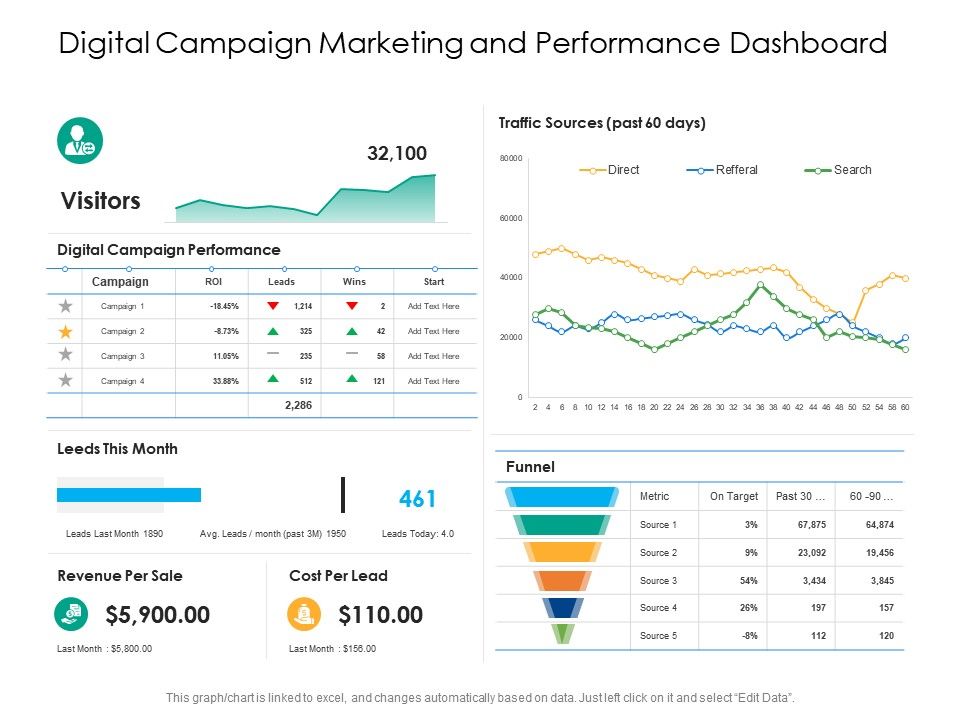 Digital Campaign Marketing and Performance Dashboard
32,100
Visitors
Digital Campaign Performance
Campaign ROI Leads Wins Start
Campaign 1 -18.45% 1,214 2 Add Text Here
Campaign 2 -8.73% 325 42 Add Text Here
Campaign 3 11.05% 235 58 Add Text Here
Campaign 4 33.88% 512 121 Add Text Here
2,286
Leeds This Month
461
Leads Last Month 1890 Avg. Leads / month (past 3M) 1950 Leads Today: 4.0
Revenue Per Sale
$5,900.00
Last Month : $5,800.00
Cost Per Lead
$110.00
Last Month : $156.00
Traffic Sources (past 60 days)
Direct Refferal Search
80000
60000
40000
20000
0
2 4 6 8 10 12 14 16 18 20 22 24 26 28 30 32 34 36 38 40 42 44 46 48 50 52 54 56 60
Funnel
Metric On Target Past 30 ... 60 -90 ...
Source 1 3% 67,875 64,874
Source 2 9% 23,092 19,456
Source 3 54% 3,434 3,845
Source 4 26% 197 157
Source 5 -8% 112 120
This graph/chart is linked to excel, and changes automatically based on data. Just left click on it and select “Edit Data”.